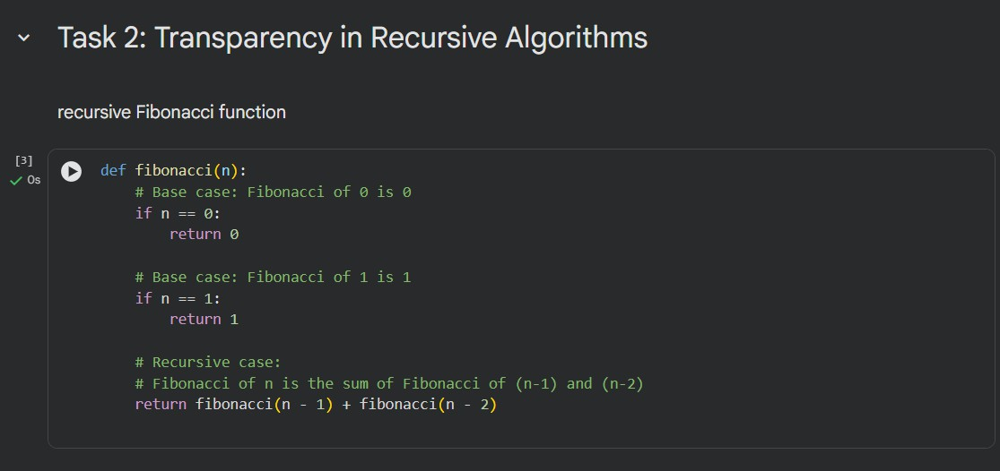 Task 2: Transparency in Recursive Algorithms
recursive Fibonacci function
[3]
0s
def fibonacci(n):
    # Base case: Fibonacci of 0 is 0
    if n == 0:
        return 0

    # Base case: Fibonacci of 1 is 1
    if n == 1:
        return 1

    # Recursive case:
    # Fibonacci of n is the sum of Fibonacci of (n-1) and (n-2)
    return fibonacci(n - 1) + fibonacci(n - 2)